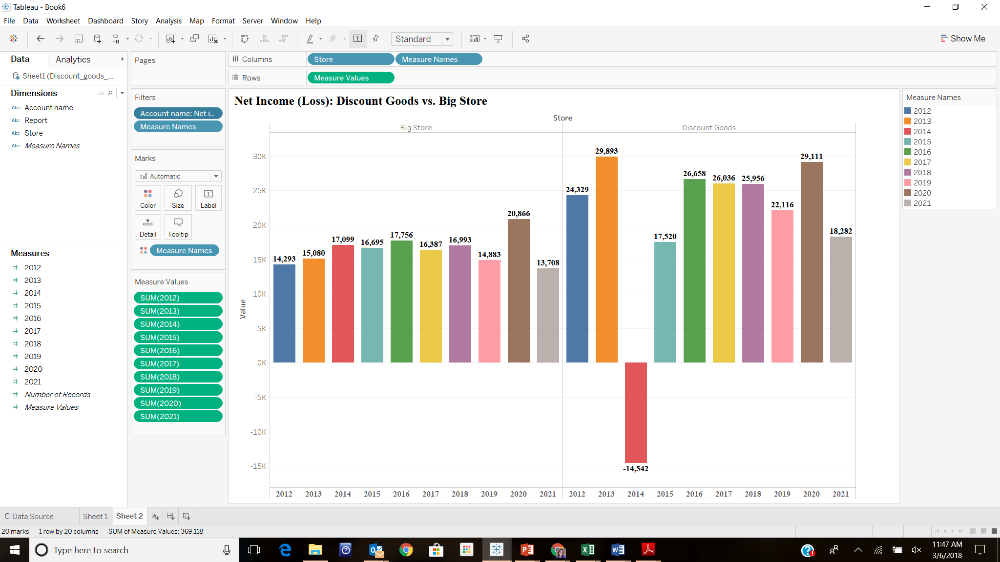 Tableau - Book6
File Data Worksheet Dashboard Story Analysis Map Format Server Window Help
Standard
Show Me
Data
Analytics
Sheet1 (Discount_goods_...
Dimensions
Abc Account name
Abc Report
Abc Store
Abc Measure Names
Measures
# 2012
# 2013
# 2014
# 2015
# 2016
# 2017
# 2018
# 2019
# 2020
# 2021
=# Number of Records
# Measure Values
Pages
Filters
Account name: Net i..
Measure Names
Marks
Automatic
Color Size Label
Detail Tooltip
Measure Names
Measure Values
SUM(2012)
SUM(2013)
SUM(2014)
SUM(2015)
SUM(2016)
SUM(2017)
SUM(2018)
SUM(2019)
SUM(2020)
SUM(2021)
Columns Store Measure Names
Rows Measure Values
Net Income (Loss): Discount Goods vs. Big Store
Store
Big Store Discount Goods
Value
30K
25K
20K
15K
10K
5K
0K
-5K
-10K
-15K
14,293 15,080 17,099 16,695 17,756 16,387 16,993 14,883 20,866 13,708
24,329 29,893 -14,542 17,520 26,658 26,036 25,956 22,116 29,111 18,282
2012 2013 2014 2015 2016 2017 2018 2019 2020 2021 2012 2013 2014 2015 2016 2017 2018 2019 2020 2021
Measure Names
2012
2013
2014
2015
2016
2017
2018
2019
2020
2021
Data Source Sheet 1 Sheet 2
20 marks 1 row by 20 columns SUM of Measure Values: 369,118
Type here to search
11:47 AM
3/6/2018